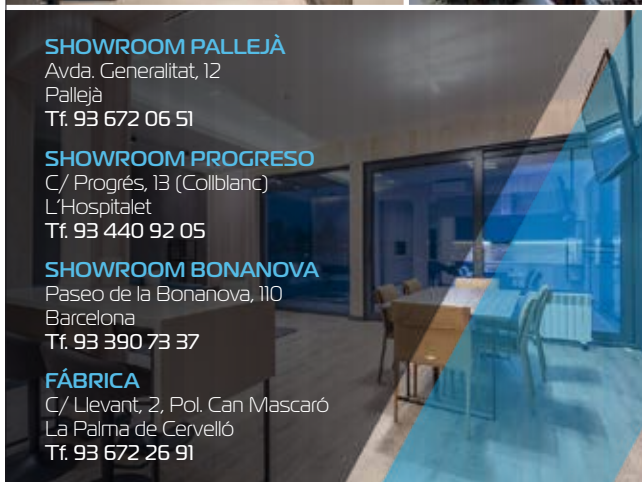 SHOWROOM PALLEJÀ
Avda. Generalitat, 12
Pallejà
Tf. 93 672 06 51
SHOWROOM PROGRESO
C/ Progrés, 13 (Collblanc)
L'Hospitalet
Tf. 93 440 92 05
SHOWROOM BONANOVA
Paseo de la Bonanova, 110
Barcelona
Tf. 93 390 73 37
FÁBRICA
C/ Llevant, 2, Pol. Can Mascaró
La Palma de Cervelló
Tf. 93 672 26 91